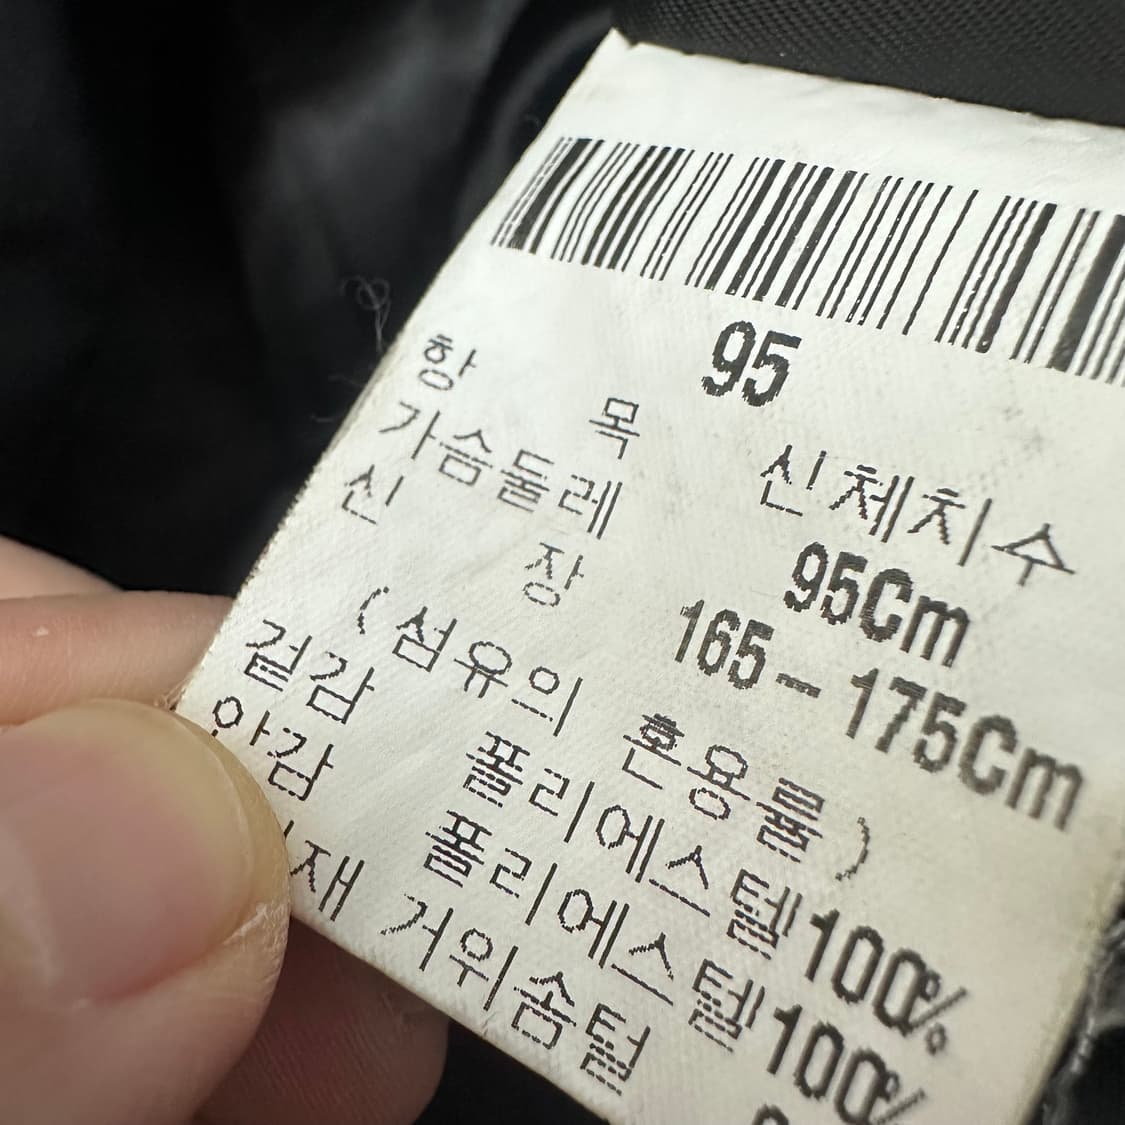 95
항 목 신체치수
가슴둘레 95Cm
신 장 165-175Cm
(섬유의 혼용률)
겉감 폴리에스텔100%
안감 폴리에스텔100%
재 거위솜털